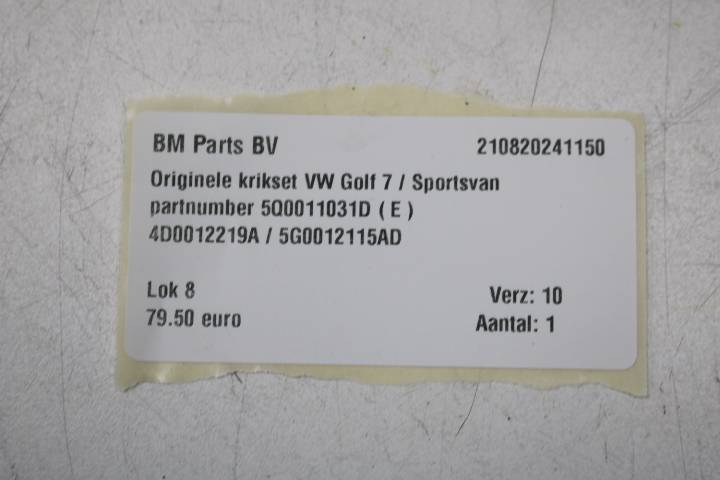 BM Parts BV 210820241150
Originele krikset VW Golf 7 / Sportsvan
partnumber 5Q0011031D ( E )
4D0012219A / 5G0012115AD
Lok 8 Verz: 10
79.50 euro Aantal: 1